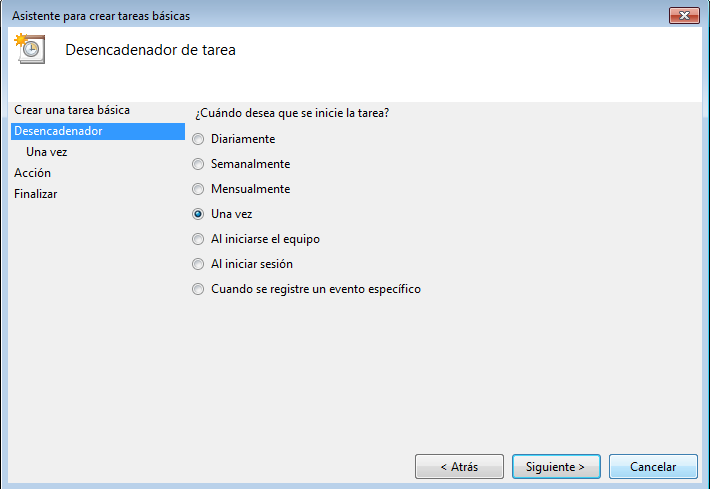 Asistente para crear tareas básicas
Desencadenador de tarea
Crear una tarea básica
Desencadenador
Una vez
Acción
Finalizar
¿Cuándo desea que se inicie la tarea?
Diariamente
Semanalmente
Mensualmente
Una vez
Al iniciarse el equipo
Al iniciar sesión
Cuando se registre un evento específico
< Atrás
Siguiente >
Cancelar